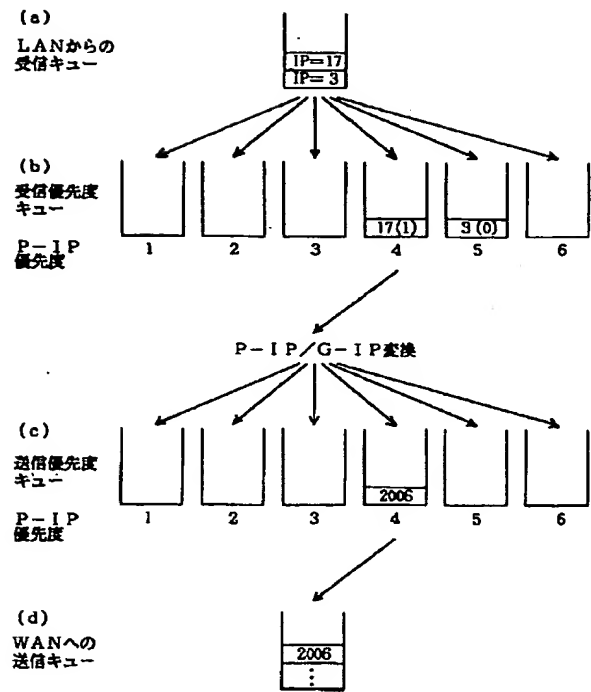 (a)
LANからの
受信キュー
IP=17
IP=3
(b)
受信優先度
キュー
17(1)
3(0)
P-IP
優先度
1 2 3 4 5 6
P-IP/G-IP変換
(c)
送信優先度
キュー
2006
P-IP
優先度
1 2 3 4 5 6
(d)
WANへの
送信キュー
2006
⋮